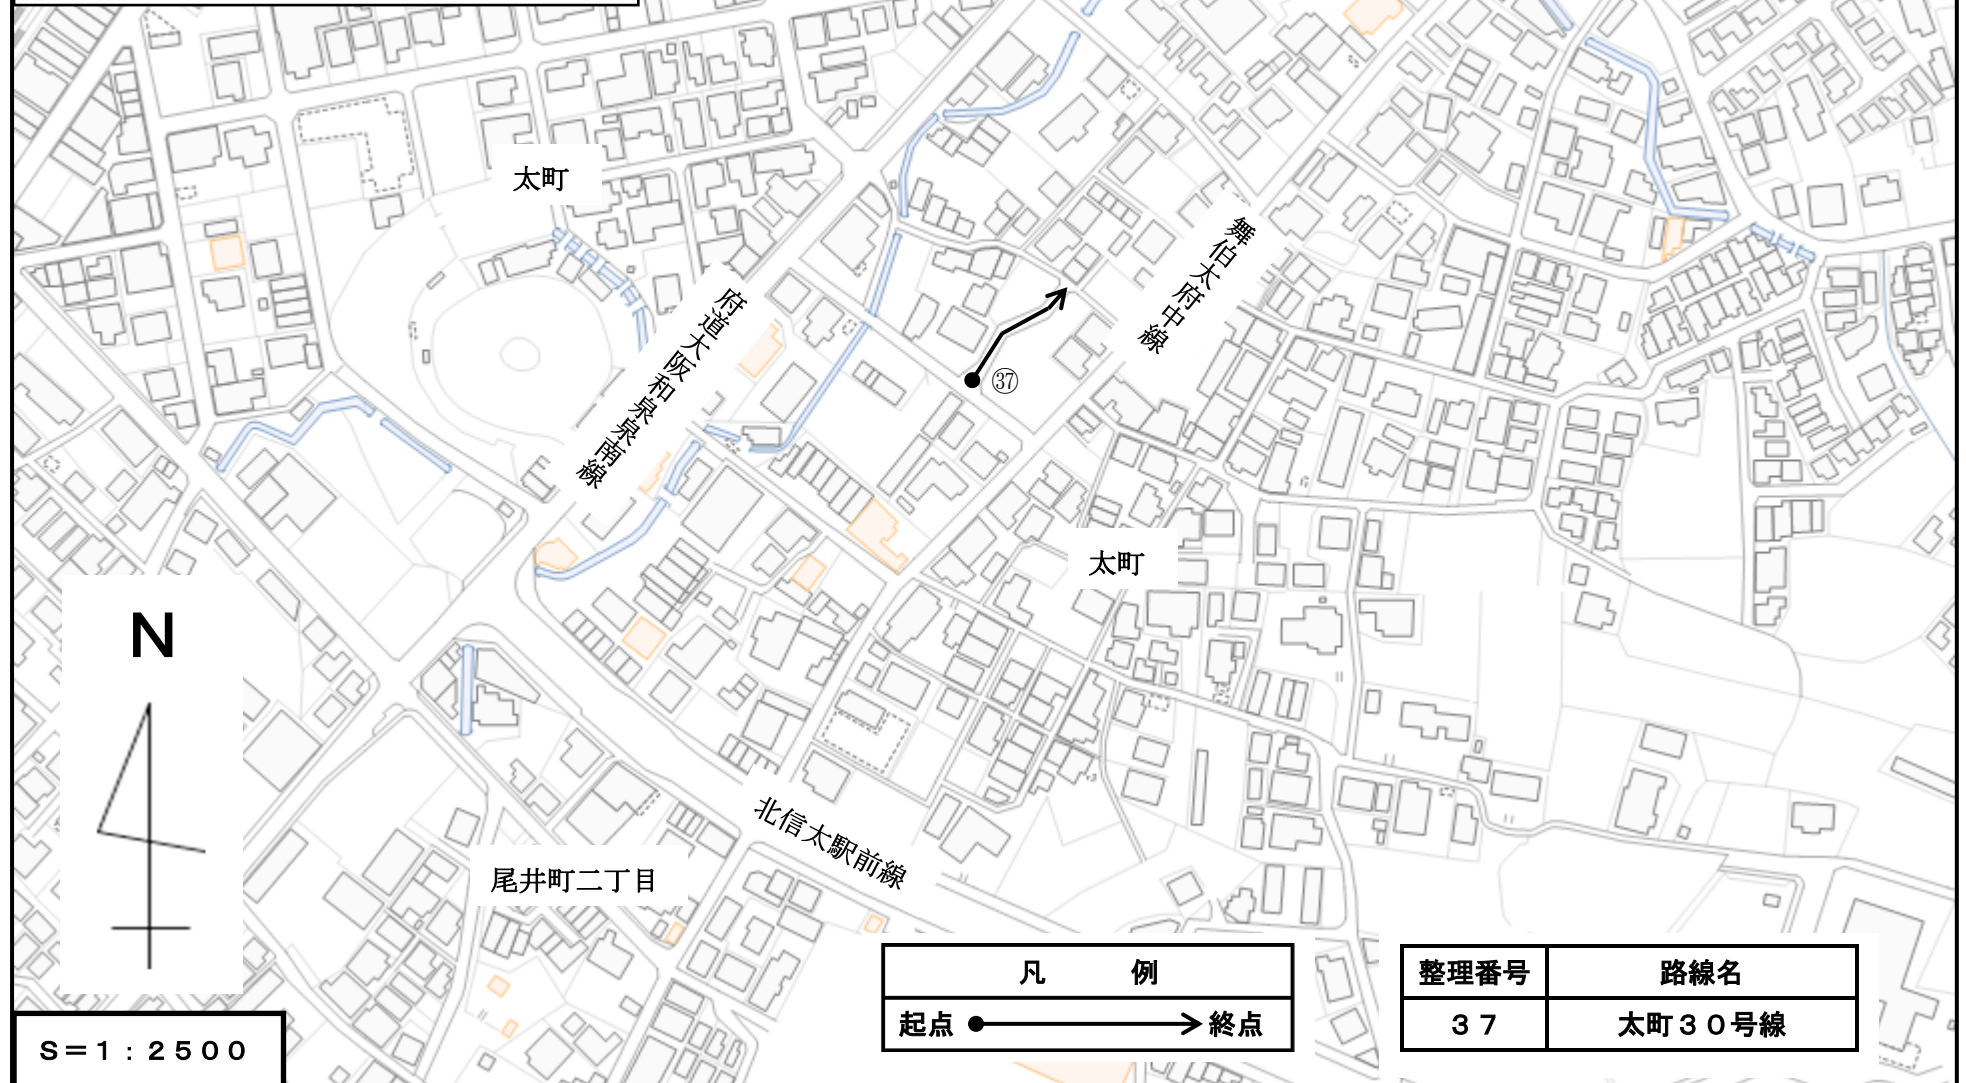 太町
舞伯太府中線
府道大阪和泉泉南線
㊲
太町
N
北信太駅前線
尾井町二丁目
凡 例
起点 終点
整理番号 路線名
37 太町30号線
S=1:2500